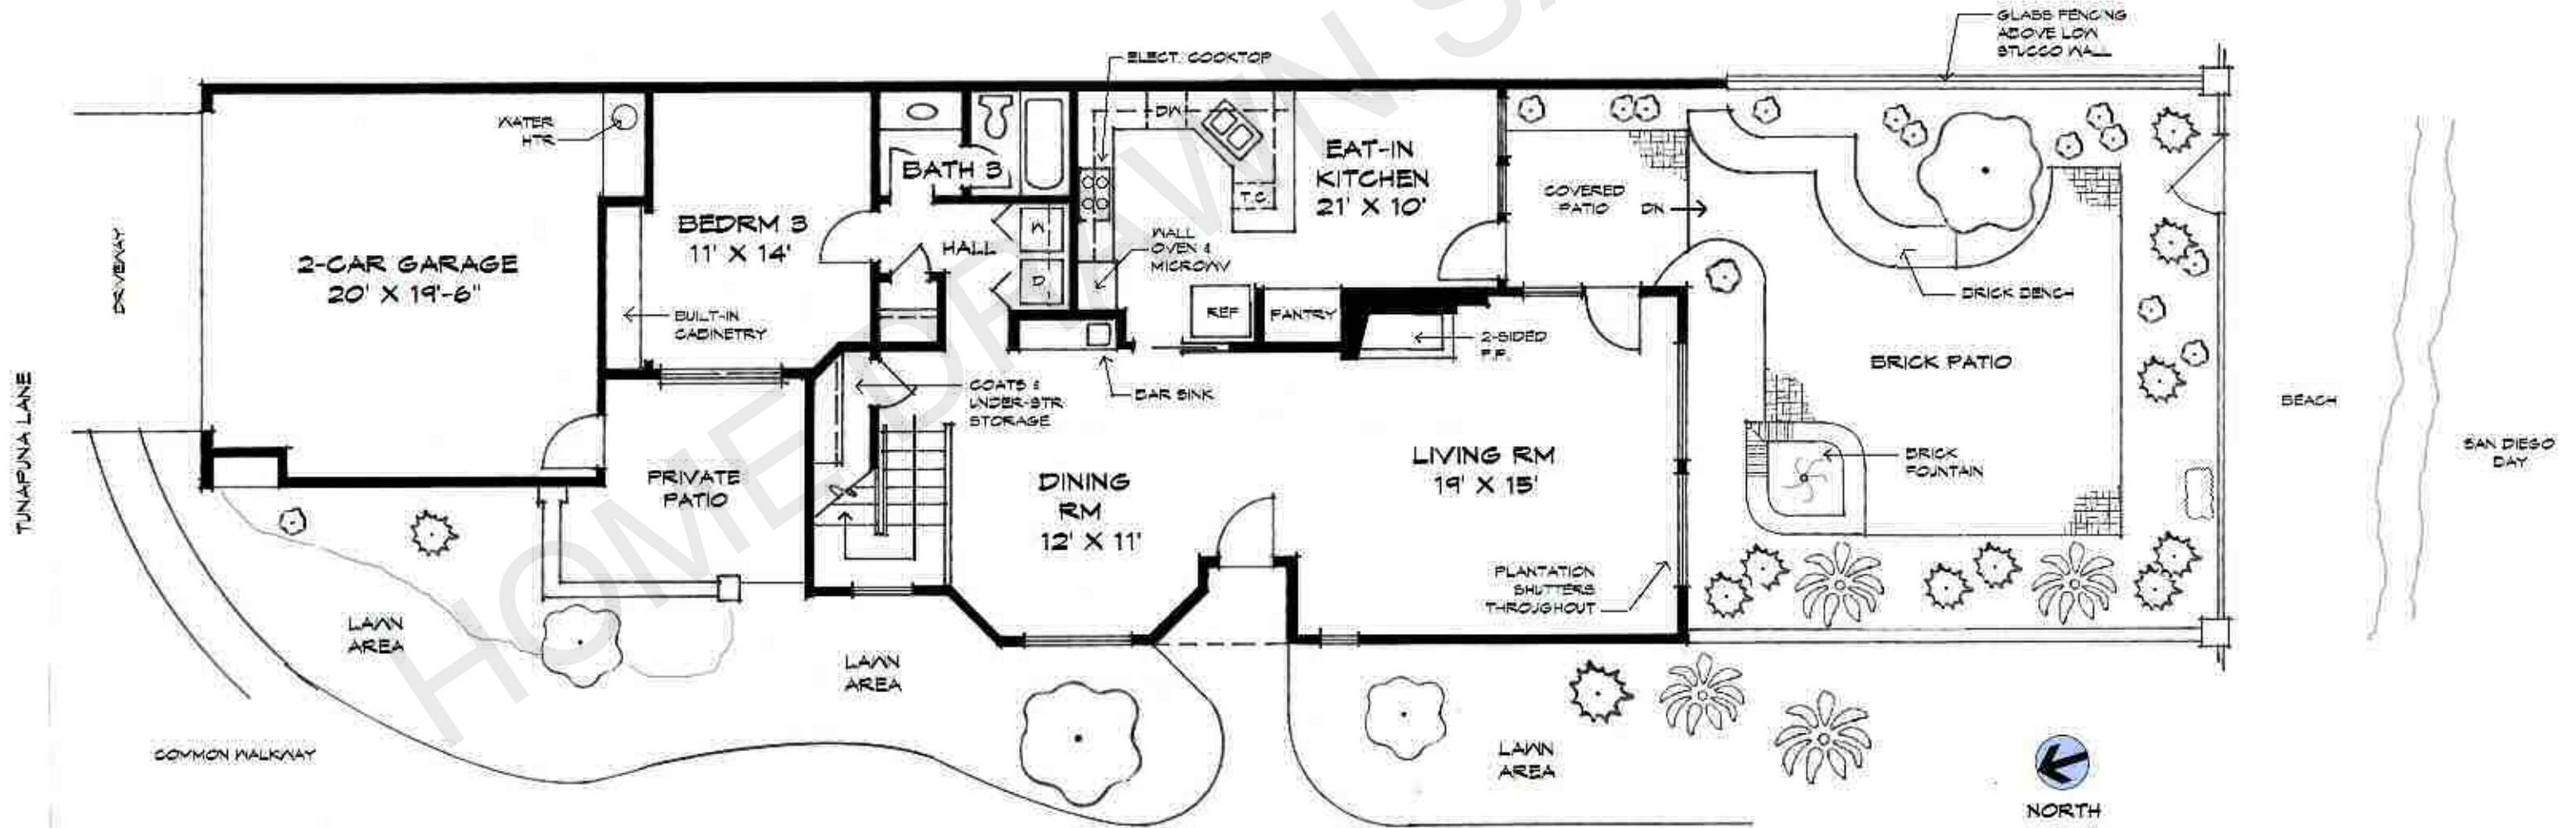 GLASS FENCING
ABOVE LOW
STUCCO WALL
ELECT. COOKTOP
WATER
HTR
DW
BATH 3
EAT-IN
KITCHEN
21' X 10'
T.C.
COVERED
PATIO
DN
BEDRM 3
11' X 14'
HALL
W
D
WALL
OVEN &
MICROWV
2-CAR GARAGE
20' X 19'-6"
DRIVEWAY
BUILT-IN
CABINETRY
REF
PANTRY
2-SIDED
F.P.
BRICK BENCH
BRICK PATIO
TUNAPUNA LANE
COATS &
UNDER-STR
STORAGE
BAR SINK
BEACH
SAN DIEGO
BAY
PRIVATE
PATIO
DINING
RM
12' X 11'
LIVING RM
19' X 15'
BRICK
FOUNTAIN
PLANTATION
SHUTTERS
THROUGHOUT
LAWN
AREA
LAWN
AREA
COMMON WALKWAY
LAWN
AREA
NORTH